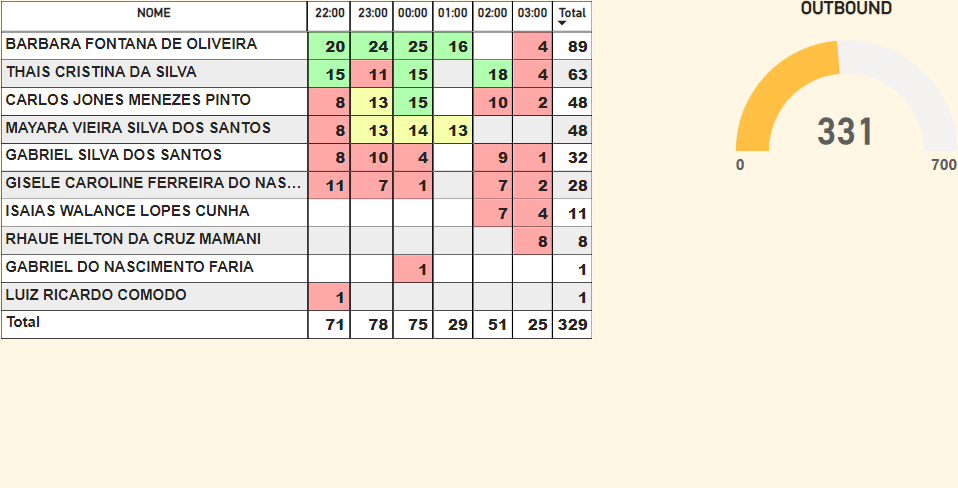 NOME 22:00 23:00 00:00 01:00 02:00 03:00 Total
BARBARA FONTANA DE OLIVEIRA 20 24 25 16 4 89
THAIS CRISTINA DA SILVA 15 11 15 18 4 63
CARLOS JONES MENEZES PINTO 8 13 15 10 2 48
MAYARA VIEIRA SILVA DOS SANTOS 8 13 14 13 48
GABRIEL SILVA DOS SANTOS 8 10 4 9 1 32
GISELE CAROLINE FERREIRA DO NAS... 11 7 1 7 2 28
ISAIAS WALANCE LOPES CUNHA 7 4 11
RHAUE HELTON DA CRUZ MAMANI 8 8
GABRIEL DO NASCIMENTO FARIA 1 1
LUIZ RICARDO COMODO 1 1
Total 71 78 75 29 51 25 329
OUTBOUND
331
0 700